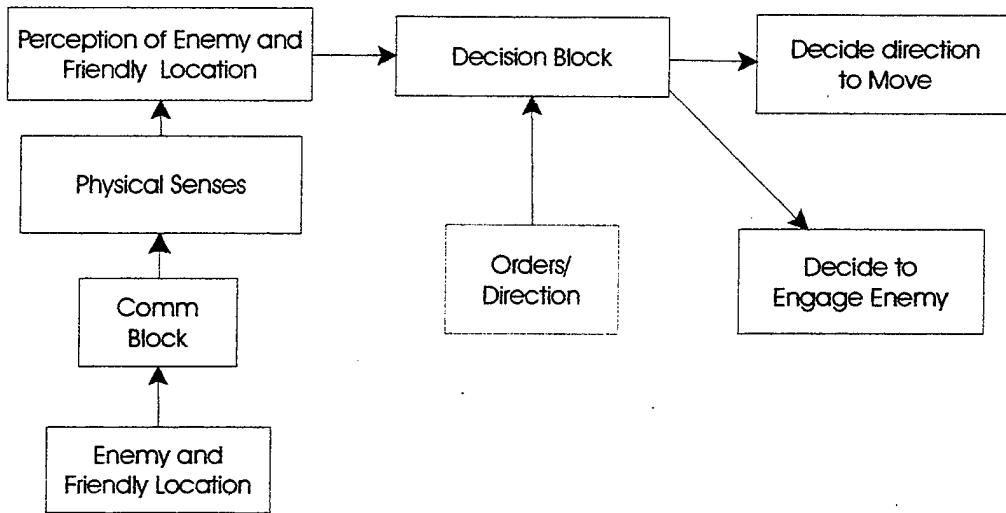 Perception of Enemy and
Friendly Location
Decision Block
Decide direction
to Move
Physical Senses
Orders/
Direction
Decide to
Engage Enemy
Comm
Block
Enemy and
Friendly Location